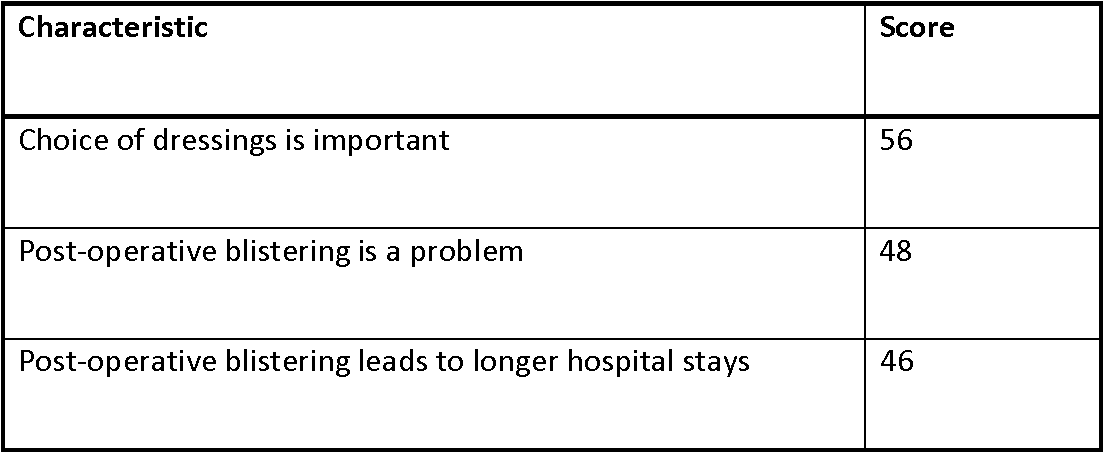 Characteristic Score
Choice of dressings is important 56
Post-operative blistering is a problem 48
Post-operative blistering leads to longer hospital stays 46